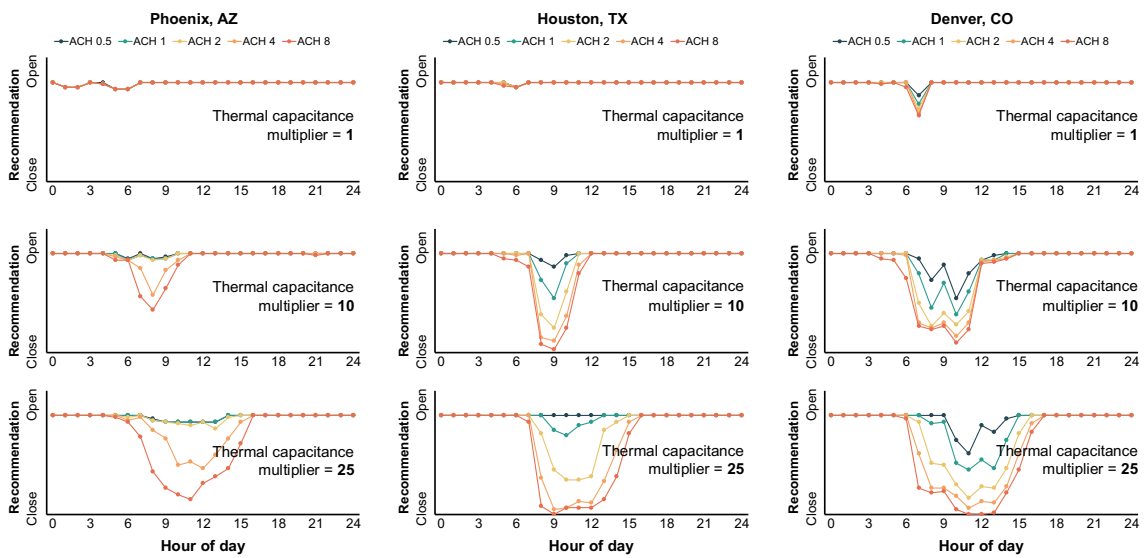 Phoenix, AZ
ACH 0.5 ACH 1 ACH 2 ACH 4 ACH 8
Recommendation
Open
Close
Thermal capacitance
multiplier = 1
0 3 6 9 12 15 18 21 24
Houston, TX
ACH 0.5 ACH 1 ACH 2 ACH 4 ACH 8
Recommendation
Open
Close
Thermal capacitance
multiplier = 1
0 3 6 9 12 15 18 21 24
Denver, CO
ACH 0.5 ACH 1 ACH 2 ACH 4 ACH 8
Recommendation
Open
Close
Thermal capacitance
multiplier = 1
0 3 6 9 12 15 18 21 24
Recommendation
Open
Close
Thermal capacitance
multiplier = 10
0 3 6 9 12 15 18 21 24
Recommendation
Open
Close
Thermal capacitance
multiplier = 10
0 3 6 9 12 15 18 21 24
Recommendation
Open
Close
Thermal capacitance
multiplier = 10
0 3 6 9 12 15 18 21 24
Recommendation
Open
Close
Thermal capacitance
multiplier = 25
0 3 6 9 12 15 18 21 24
Hour of day
Recommendation
Open
Close
Thermal capacitance
multiplier = 25
0 3 6 9 12 15 18 21 24
Hour of day
Recommendation
Open
Close
Thermal capacitance
multiplier = 25
0 3 6 9 12 15 18 21 24
Hour of day